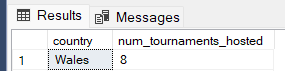 Results Messages
country num_tournaments_hosted
1 Wales 8